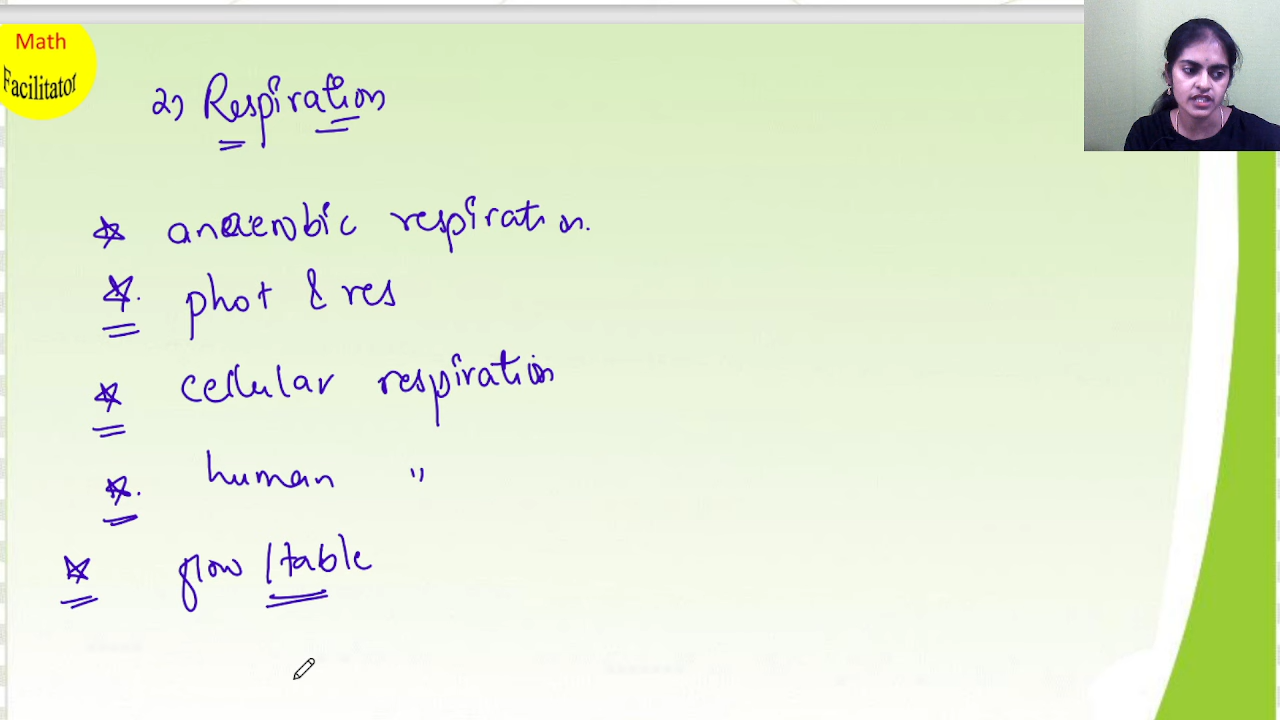 Math
Facilitator
2) Respiration
☆ anaerobic respiration.
☆. phot & res
☆ cellular respiration
☆. human "
☆ flow / table